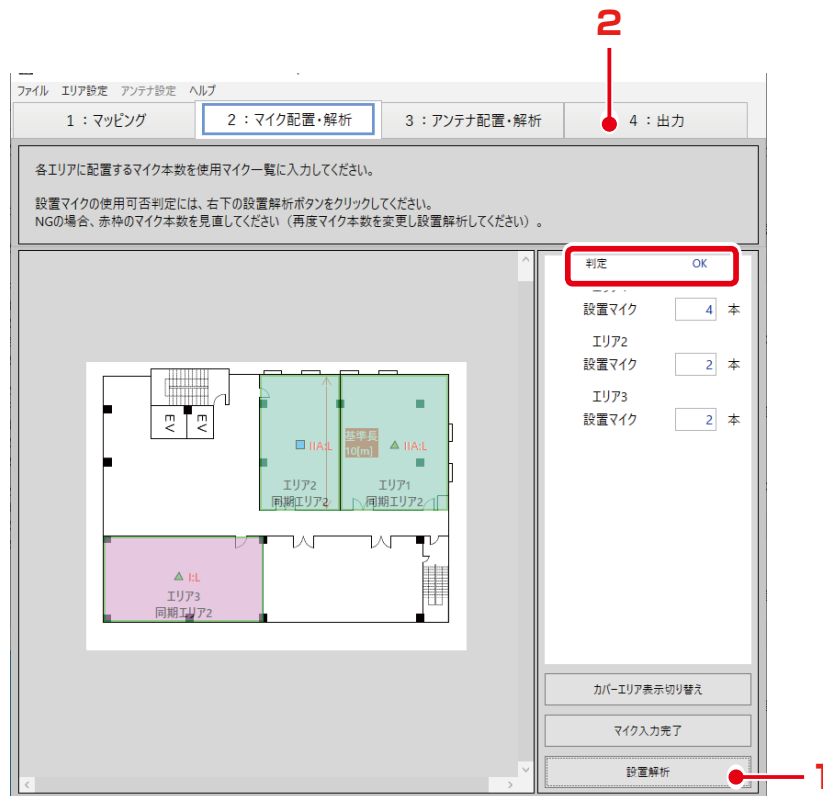 2
ファイル エリア設定 アンテナ設定 ヘルプ
1 : マッピング 2 : マイク配置・解析 3 : アンテナ配置・解析 4 : 出力
各エリアに配置するマイク本数を使用マイク一覧に入力してください。
設置マイクの使用可否判定には、右下の設置解析ボタンをクリックしてください。
NGの場合、赤枠のマイク本数を見直してください（再度マイク本数を変更し設置解析してください）。
判定 OK
設置マイク 4 本
エリア2
設置マイク 2 本
エリア3
設置マイク 2 本
EV EV
IIA:L 基準長 IIA:L
10[m]
エリア2 エリア1
同期エリア2 同期エリア2
I:L
エリア3
同期エリア2
カバーエリア表示切り替え
マイク入力完了
設置解析
1